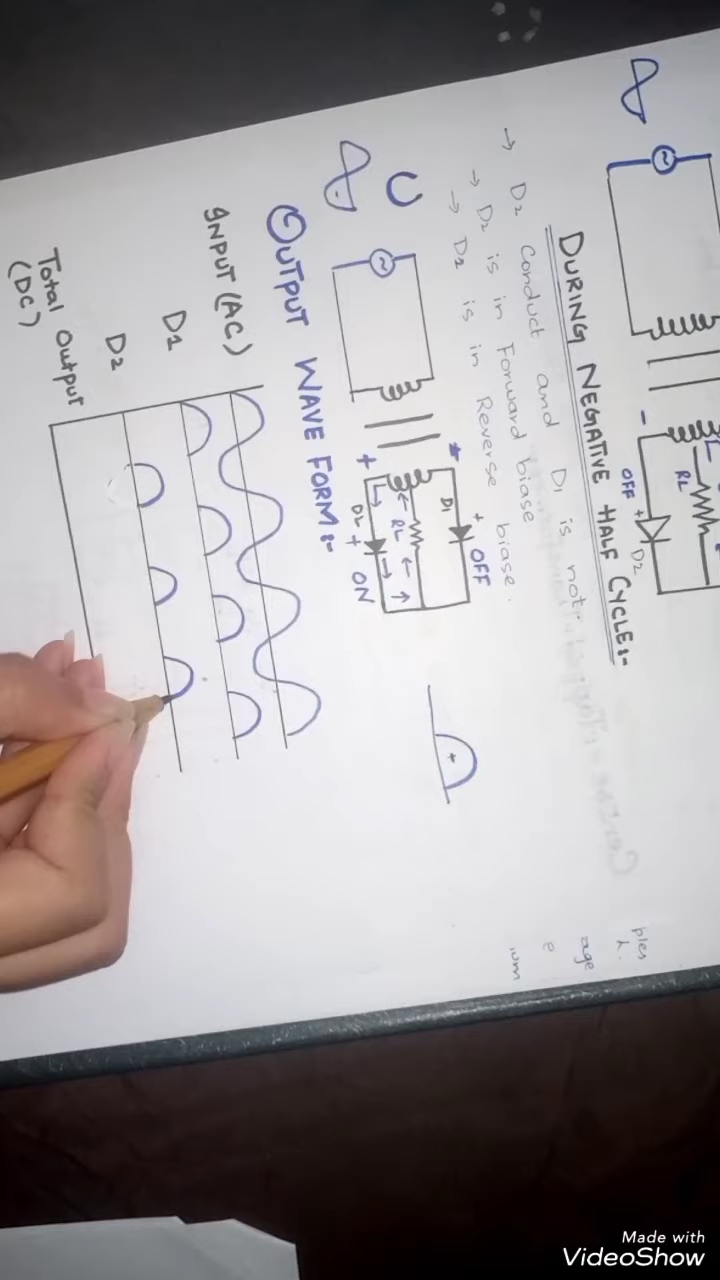 RL
- OFF + D2
DURING NEGATIVE HALF CYCLE:-
→ D2 Conduct and D1 is not
→ D2 is in Forward biase
→ D2 is in Reverse biase.
D1 + OFF
RL
+ D2 + ON
+
OUTPUT WAVE FORM:-
INPUT (AC)
D1
D2
Total Output
(DC)
ples
age
e
Made with
VideoShow